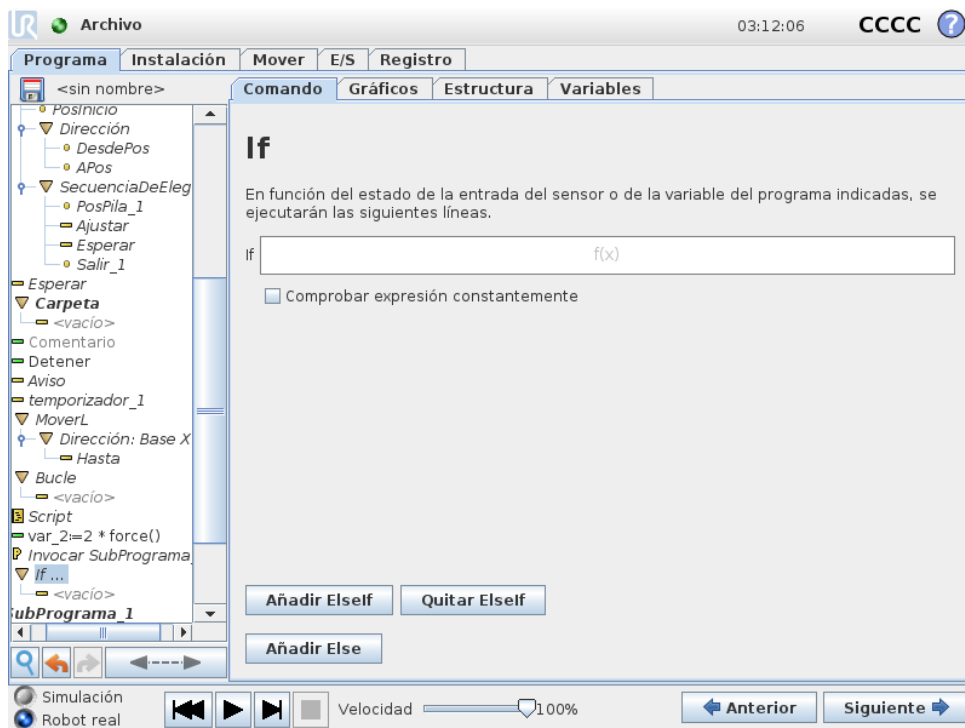 UR Archivo 03:12:06 CCCC ?
Programa Instalación Mover E/S Registro
<sin nombre>
Comando Gráficos Estructura Variables
PosInicio
Dirección
DesdePos
APos
SecuenciaDeEleg
PosPila_1
Ajustar
Esperar
Salir_1
Esperar
Carpeta
<vacío>
Comentario
Detener
Aviso
temporizador_1
MoverL
Dirección: Base X
Hasta
Bucle
<vacío>
Script
var_2:=2 * force()
P Invocar SubPrograma_
If ...
<vacío>
SubPrograma_1
If
En función del estado de la entrada del sensor o de la variable del programa indicadas, se
ejecutarán las siguientes líneas.
If f(x)
Comprobar expresión constantemente
Añadir ElseIf Quitar ElseIf
Añadir Else
Simulación
Robot real
Velocidad 100%
Anterior Siguiente